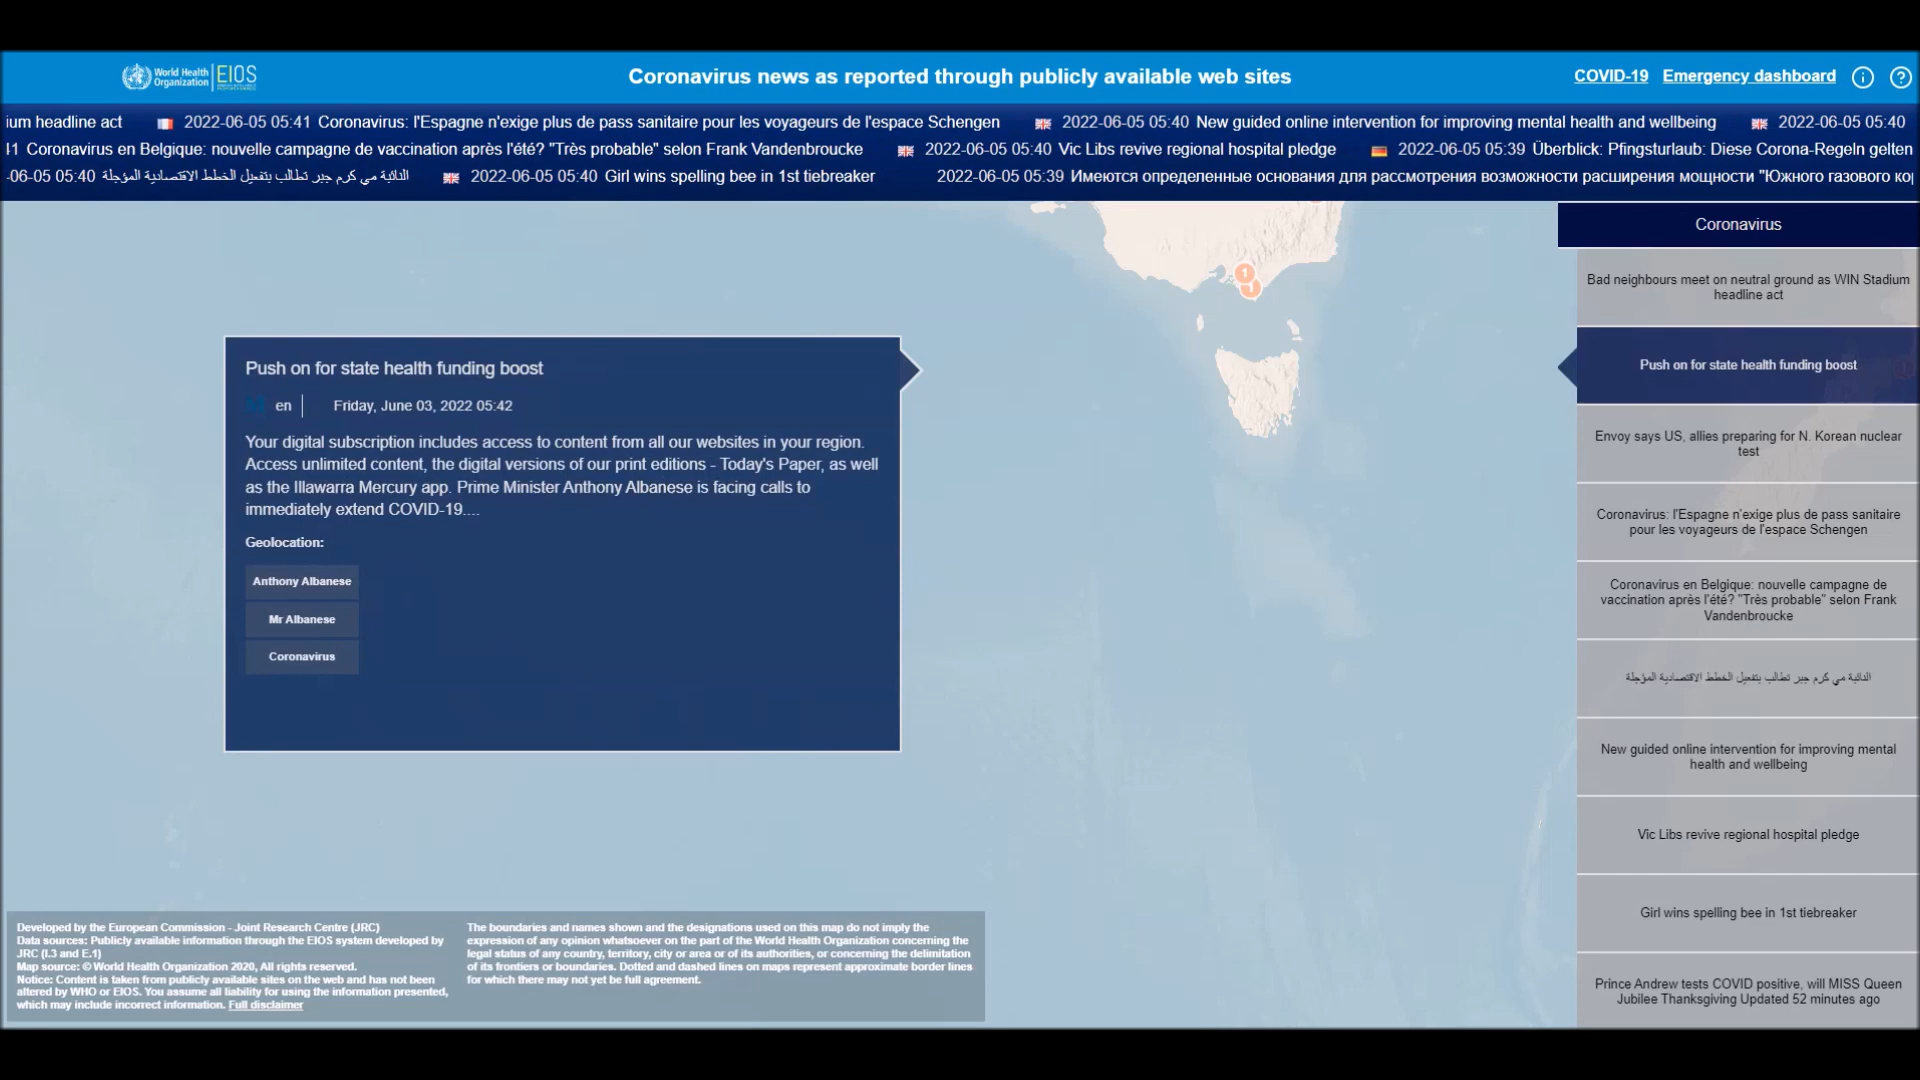 World Health
Organization
EIOS
Coronavirus news as reported through publicly available web sites
COVID-19 Emergency dashboard
ium headline act 2022-06-05 05:41 Coronavirus: l'Espagne n'exige plus de pass sanitaire pour les voyageurs de l'espace Schengen 2022-06-05 05:40 New guided online intervention for improving mental health and wellbeing 2022-06-05 05:40
Coronavirus en Belgique: nouvelle campagne de vaccination après l'été? "Très probable" selon Frank Vandenbroucke 2022-06-05 05:40 Vic Libs revive regional hospital pledge 2022-06-05 05:39 Überblick: Pfingsturlaub: Diese Corona-Regeln gelten
-06-05 05:40 النائبة مي كرم جبر تطالب بتفعيل الخطط الاقتصادية المؤجلة 2022-06-05 05:40 Girl wins spelling bee in 1st tiebreaker 2022-06-05 05:39 Имеются определенные основания для рассмотрения возможности расширения мощности "Южного газового ко
Coronavirus
Bad neighbours meet on neutral ground as WIN Stadium
headline act
Push on for state health funding boost
Envoy says US, allies preparing for N. Korean nuclear
test
Coronavirus: l'Espagne n'exige plus de pass sanitaire
pour les voyageurs de l'espace Schengen
Coronavirus en Belgique: nouvelle campagne de
vaccination après l'été? "Très probable" selon Frank
Vandenbroucke
النائبة مي كرم جبر تطالب بتفعيل الخطط الاقتصادية المؤجلة
New guided online intervention for improving mental
health and wellbeing
Vic Libs revive regional hospital pledge
Girl wins spelling bee in 1st tiebreaker
Prince Andrew tests COVID positive, will MISS Queen
Jubilee Thanksgiving Updated 52 minutes ago
1
1
Push on for state health funding boost
en Friday, June 03, 2022 05:42
Your digital subscription includes access to content from all our websites in your region.
Access unlimited content, the digital versions of our print editions - Today's Paper, as well
as the Illawarra Mercury app. Prime Minister Anthony Albanese is facing calls to
immediately extend COVID-19....
Geolocation:
Anthony Albanese
Mr Albanese
Coronavirus
Developed by the European Commission - Joint Research Centre (JRC)
Data sources: Publicly available information through the EIOS system developed by
JRC (I.3 and E.1)
Map source: © World Health Organization 2020, All rights reserved.
Notice: Content is taken from publicly available sites on the web and has not been
altered by WHO or EIOS. You assume all liability for using the information presented,
which may include incorrect information. Full disclaimer
The boundaries and names shown and the designations used on this map do not imply the
expression of any opinion whatsoever on the part of the World Health Organization concerning the
legal status of any country, territory, city or area or of its authorities, or concerning the delimitation
of its frontiers or boundaries. Dotted and dashed lines on maps represent approximate border lines
for which there may not yet be full agreement.